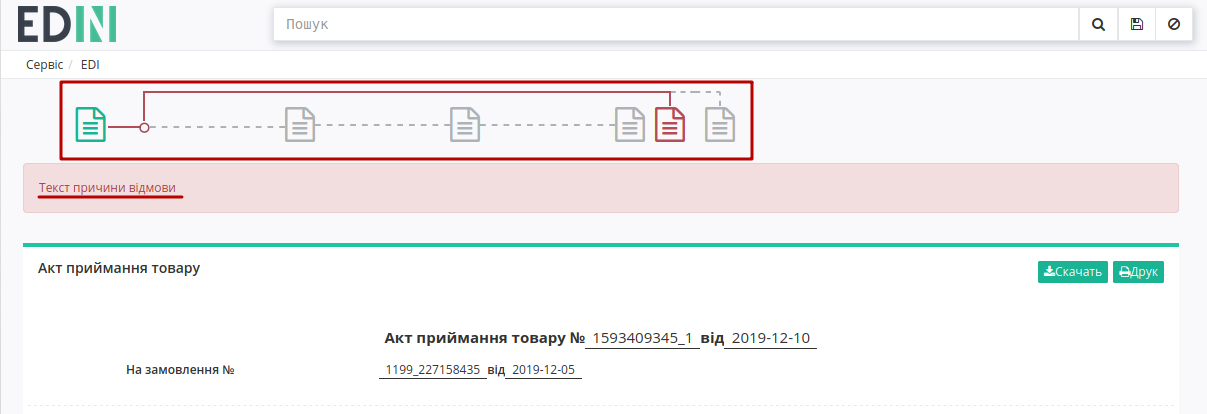 EDIN
Пошук
Сервіс / EDI
Текст причини відмови
Акт приймання товару
Скачать Друк
Акт приймання товару № 1593409345_1 від 2019-12-10
На замовлення № 1199_227158435 від 2019-12-05